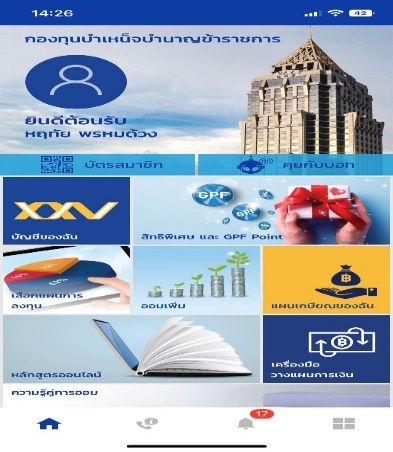 14:26
42
กองทุนบำเหน็จบำนาญข้าราชการ
ยินดีต้อนรับ
หฤทัย พรหมด้วง
บัตรสมาชิก
คุยกับบอท
บัญชีของฉัน
GPF
GPF
GPF
สิทธิพิเศษ และ GPF Point
เลือกแผนการ
ลงทุน
ออมเพิ่ม
แผนเกษียณของฉัน
หลักสูตรออนไลน์
เครื่องมือ
วางแผนการเงิน
ความรู้คู่การออม
17